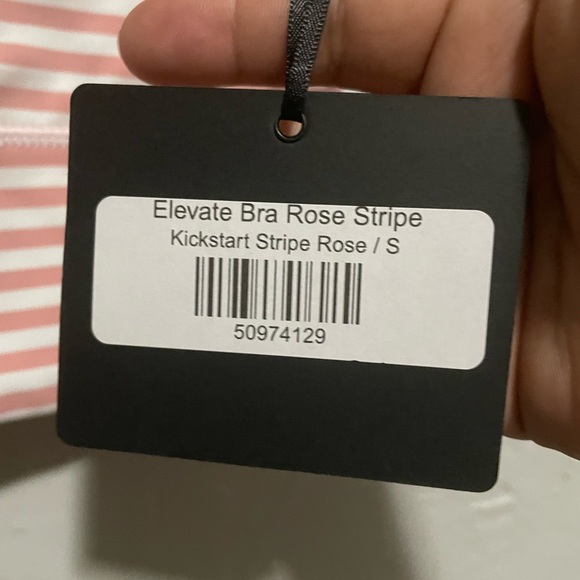 Elevate Bra Rose Stripe
Kickstart Stripe Rose / S
50974129